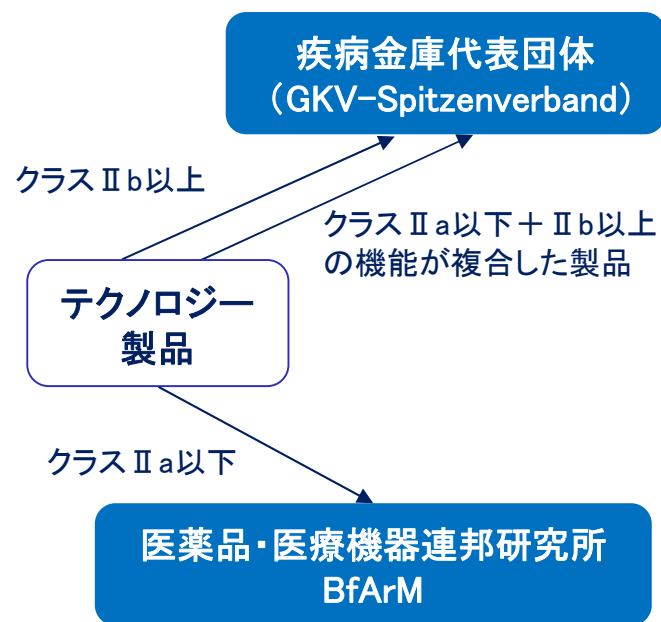 疾病金庫代表団体
（GKV-Spitzenverband）
クラスⅡb以上
クラスⅡa以下＋Ⅱb以上
の機能が複合した製品
テクノロジー
製品
クラスⅡa以下
医薬品・医療機器連邦研究所
BfArM